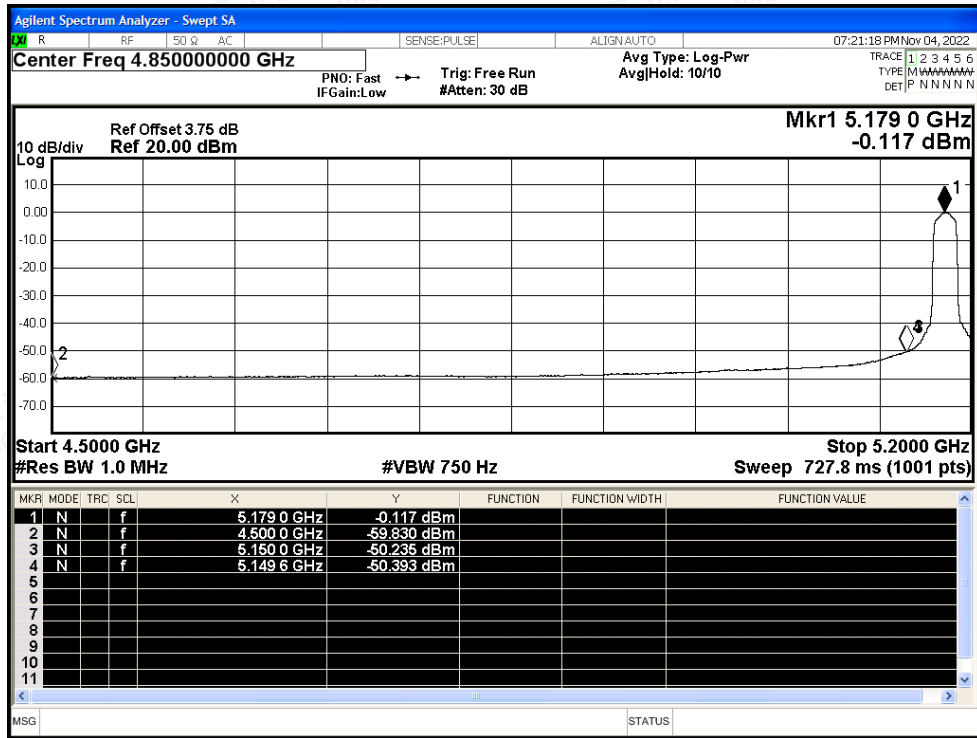 Agilent Spectrum Analyzer - Swept SA
LXI R RF 50 Ω AC SENSE:PULSE ALIGN AUTO 07:21:18 PM Nov 04, 2022
Center Freq 4.850000000 GHz
PNO: Fast Trig: Free Run Avg Type: Log-Pwr TRACE 1 2 3 4 5 6
IFGain:Low #Atten: 30 dB Avg|Hold: 10/10 TYPE M
DET P N N N N N
Ref Offset 3.75 dB Mkr1 5.179 0 GHz
10 dB/div Ref 20.00 dBm -0.117 dBm
Log
10.0
1
0.00
-10.0
-20.0
-30.0
-40.0
-50.0
2
-60.0
-70.0
Start 4.5000 GHz Stop 5.2000 GHz
#Res BW 1.0 MHz #VBW 750 Hz Sweep 727.8 ms (1001 pts)
MKR MODE TRC SCL X Y FUNCTION FUNCTION WIDTH FUNCTION VALUE
1 N f 5.179 0 GHz -0.117 dBm
2 N f 4.500 0 GHz -59.830 dBm
3 N f 5.150 0 GHz -50.235 dBm
4 N f 5.149 6 GHz -50.393 dBm
5
6
7
8
9
10
11
MSG STATUS